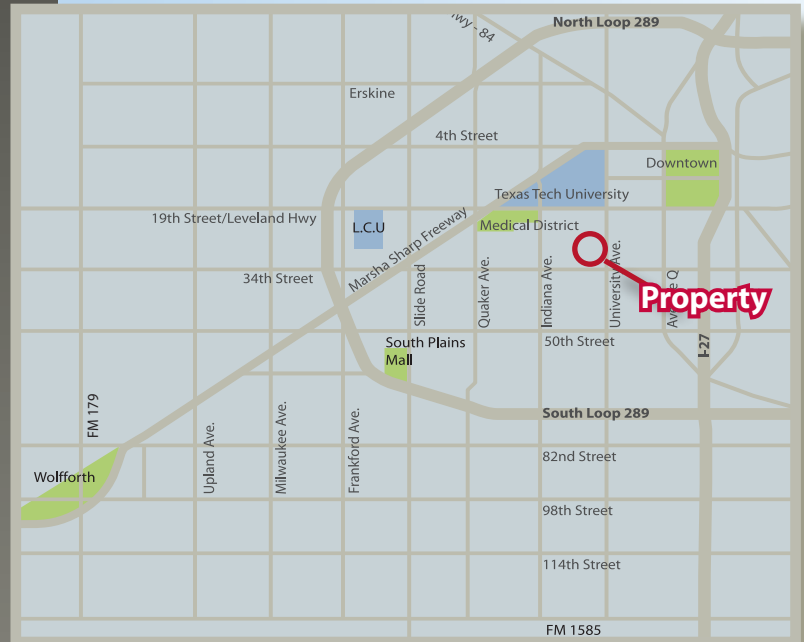 wy - 84
North Loop 289
Erskine
4th Street
Downtown
Texas Tech University
19th Street/Leveland Hwy
L.C.U
Medical District
Marsha Sharp Freeway
34th Street
Slide Road
Quaker Ave.
Indiana Ave.
University Ave.
Property
I-27
South Plains
Mall
50th Street
FM 179
Upland Ave.
Milwaukee Ave.
Frankford Ave.
South Loop 289
82nd Street
Wolfforth
98th Street
114th Street
FM 1585